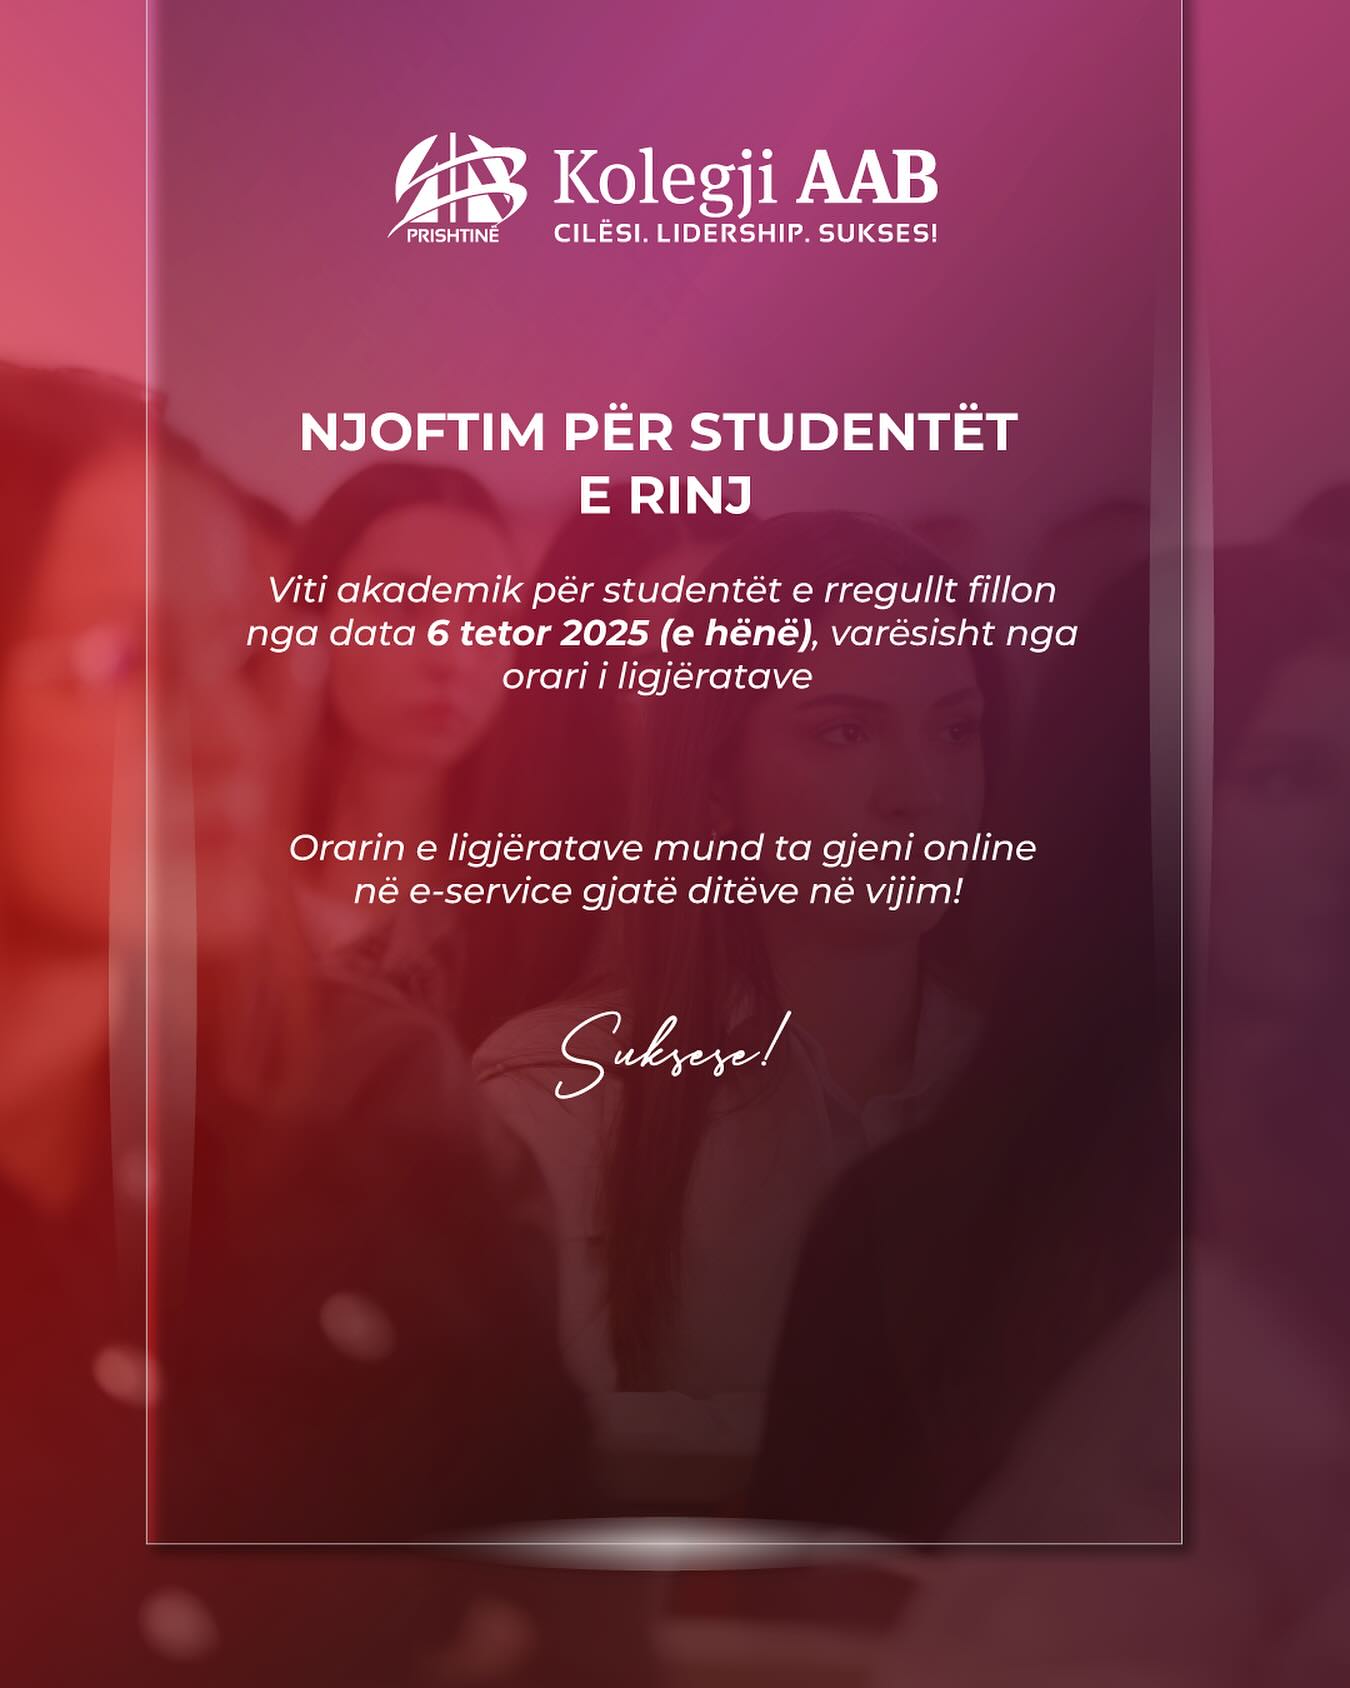 PRISHTINË
Kolegji AAB
CILËSI. LIDERSHIP. SUKSES!
NJOFTIM PËR STUDENTËT
E RINJ
Viti akademik për studentët e rregullt fillon
nga data 6 tetor 2025 (e hënë), varësisht nga
orari i ligjëratave
Orarin e ligjëratave mund ta gjeni online
në e-service gjatë ditëve në vijim!
Suksese!